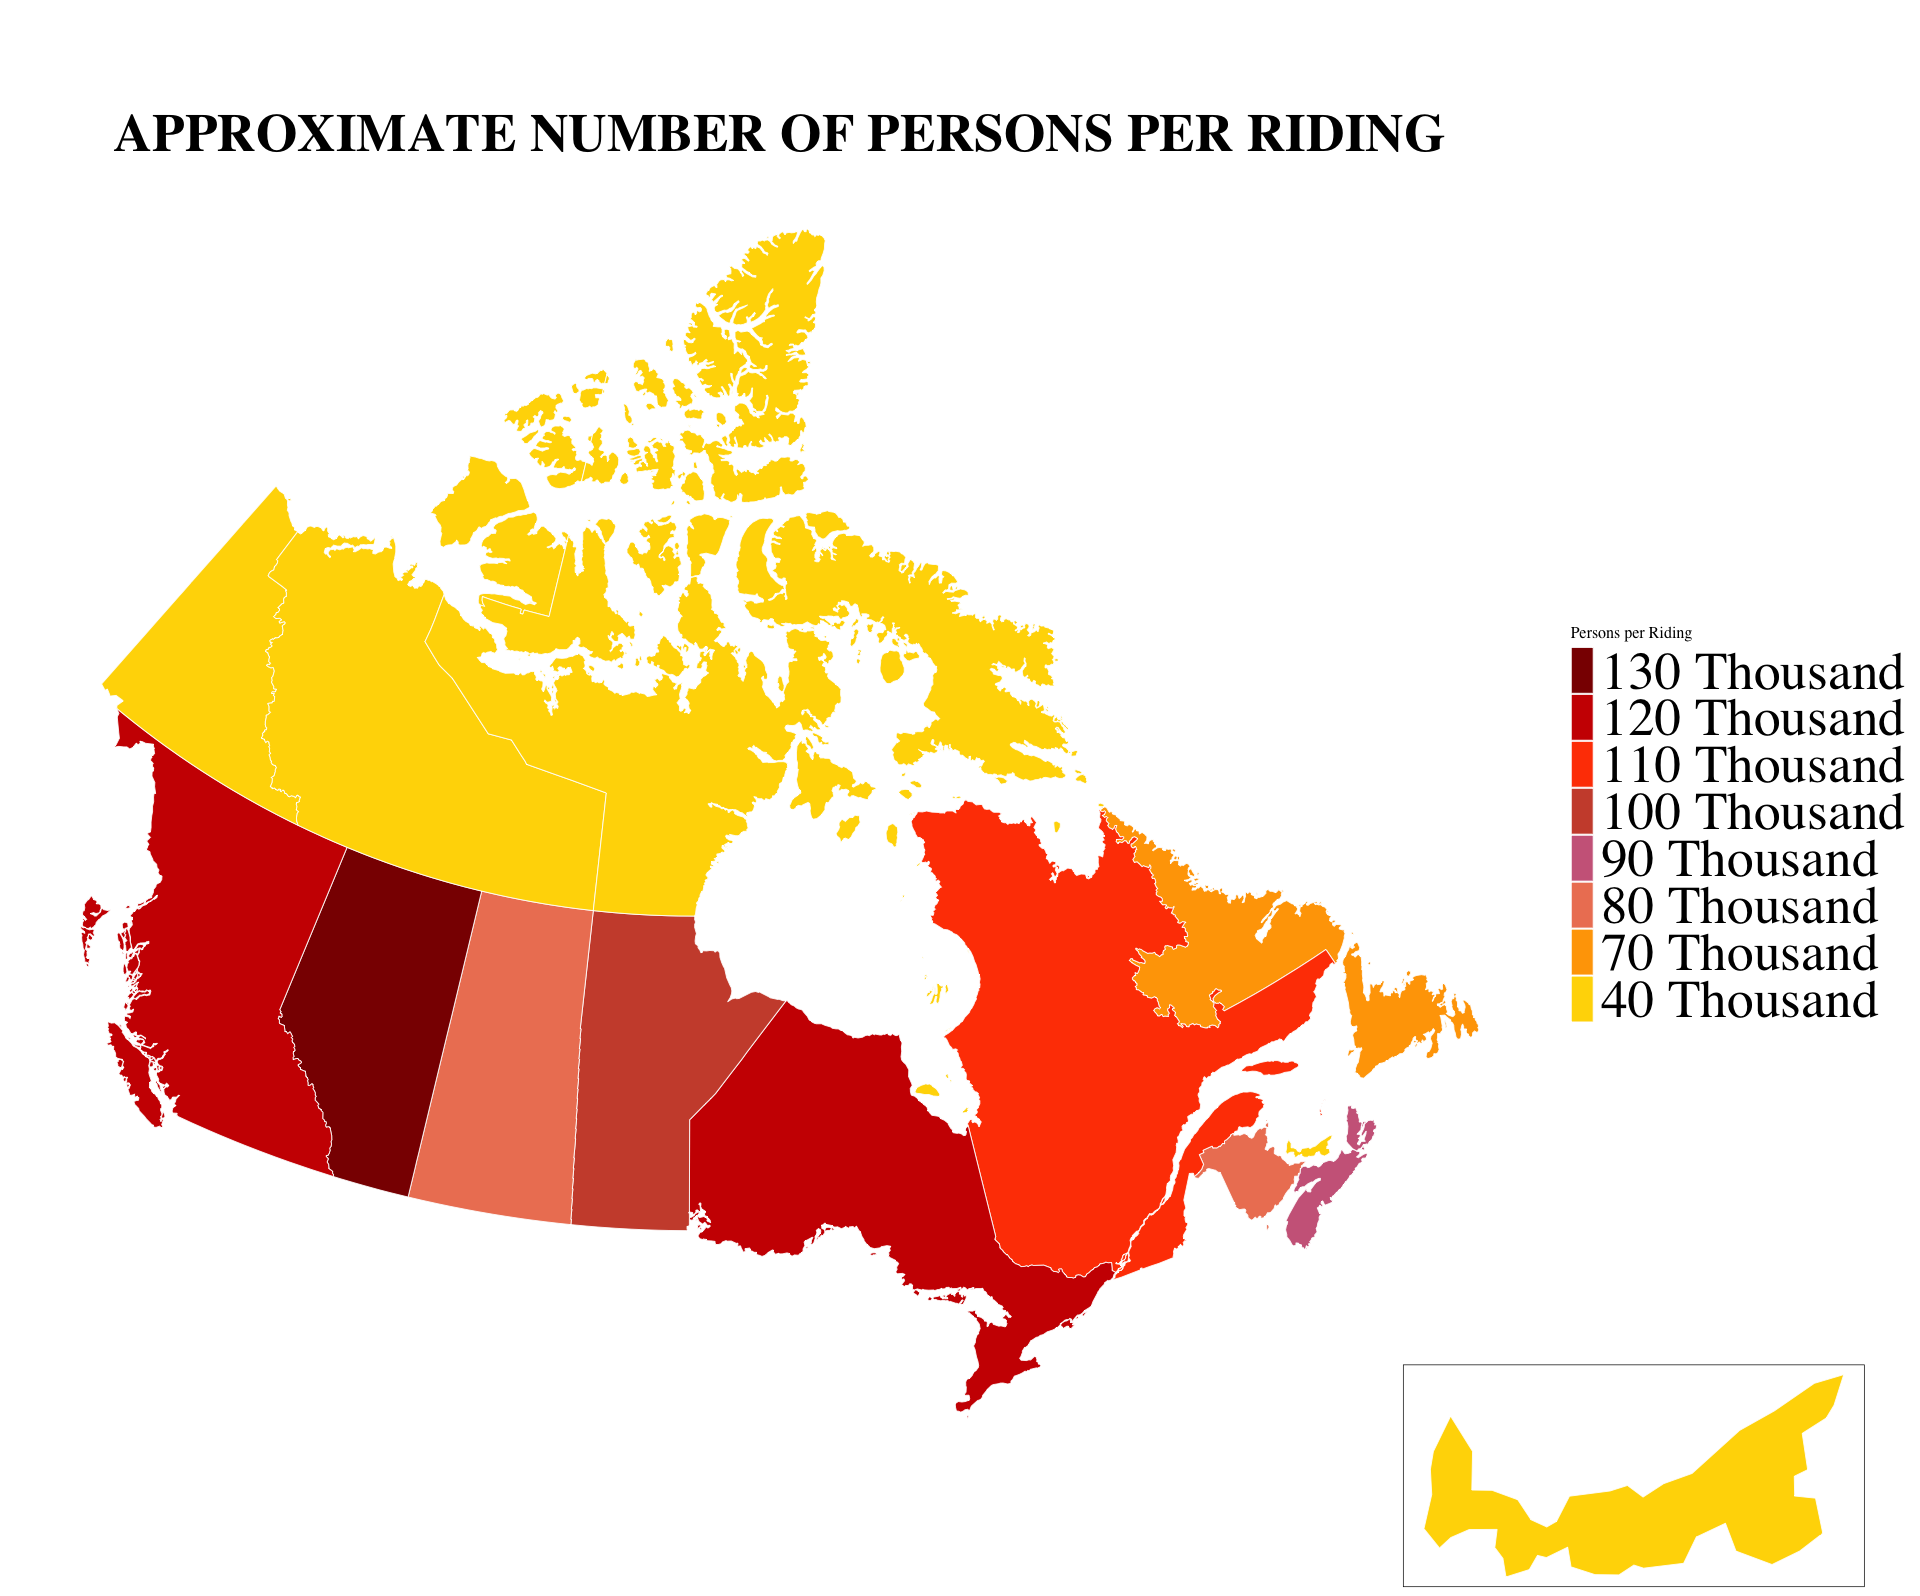 APPROXIMATE NUMBER OF PERSONS PER RIDING
Persons per Riding
130 Thousand
120 Thousand
110 Thousand
100 Thousand
90 Thousand
80 Thousand
70 Thousand
40 Thousand